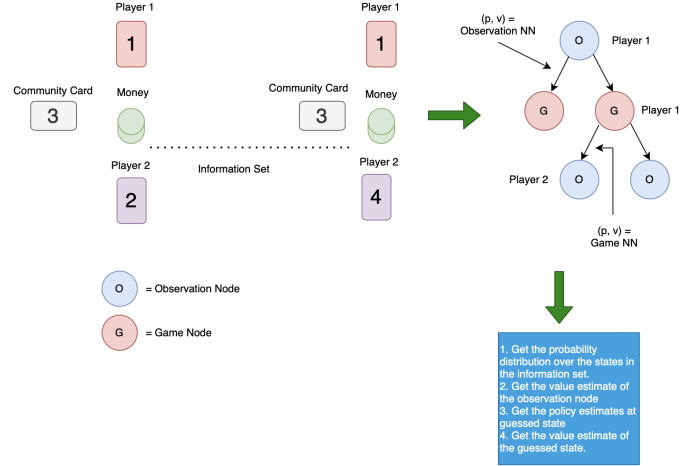 Player 1
1
Community Card
3
Money
Player 2
2
Information Set
Player 1
1
Community Card
3
Money
Player 2
4
(p, v) =
Observation NN
O
Player 1
G
G
Player 1
Player 2
O
O
(p, v) =
Game NN
O
= Observation Node
G
= Game Node
1. Get the probability
distribution over the states in
the information set.
2. Get the value estimate of
the observation node
3. Get the policy estimates at
guessed state
4. Get the value estimate of
the guessed state.